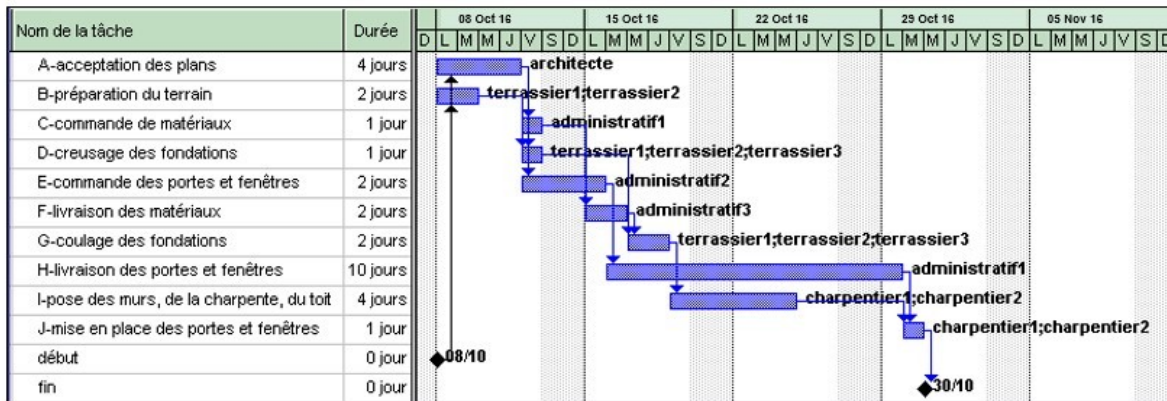 Nom de la tâche Durée 08 Oct 16 15 Oct 16 22 Oct 16 29 Oct 16 05 Nov 16
D L M M J V S D L M M J V S D L M M J V S D L M M J V S D L M M J V S D
A-acceptation des plans 4 jours architecte
B-préparation du terrain 2 jours terrassier1;terrassier2
C-commande de matériaux 1 jour administratif1
D-creusage des fondations 1 jour terrassier1;terrassier2;terrassier3
E-commande des portes et fenêtres 2 jours administratif2
F-livraison des matériaux 2 jours administratif3
G-coulage des fondations 2 jours terrassier1;terrassier2;terrassier3
H-livraison des portes et fenêtres 10 jours administratif1
I-pose des murs, de la charpente, du toit 4 jours charpentier1;charpentier2
J-mise en place des portes et fenêtres 1 jour charpentier1;charpentier2
début 0 jour 08/10
fin 0 jour 30/10